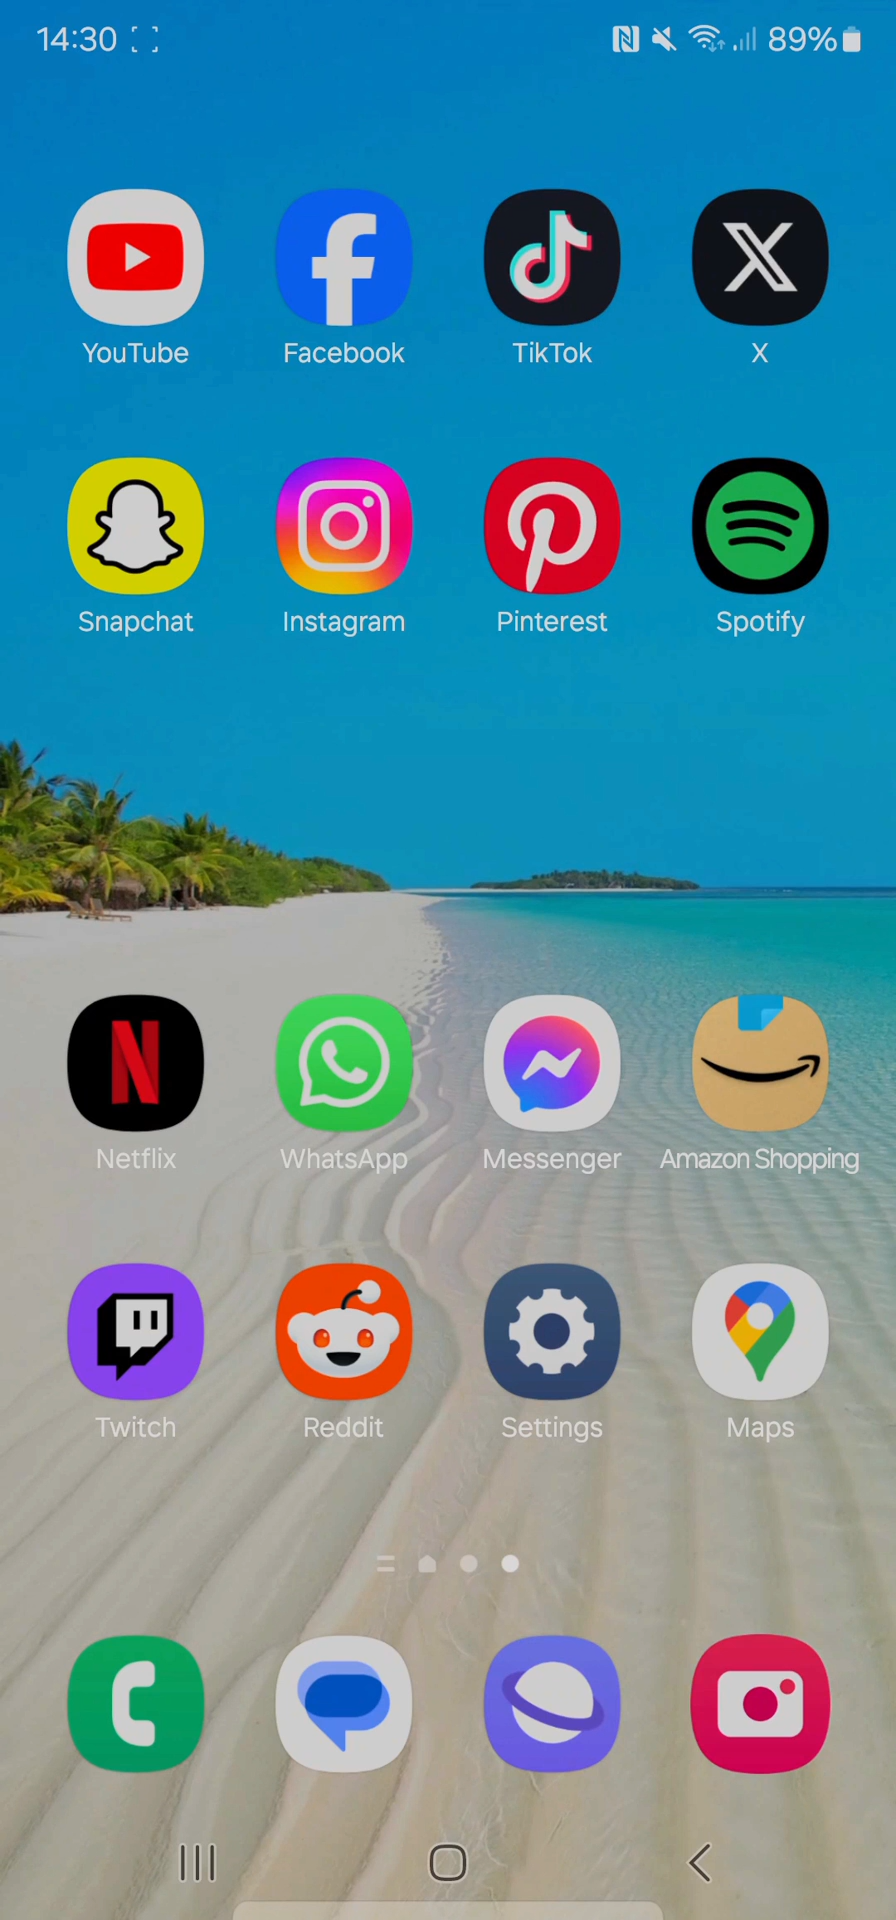 14:30 89%
YouTube Facebook TikTok X
Snapchat Instagram Pinterest Spotify
Netflix WhatsApp Messenger Amazon Shopping
Twitch Reddit Settings Maps